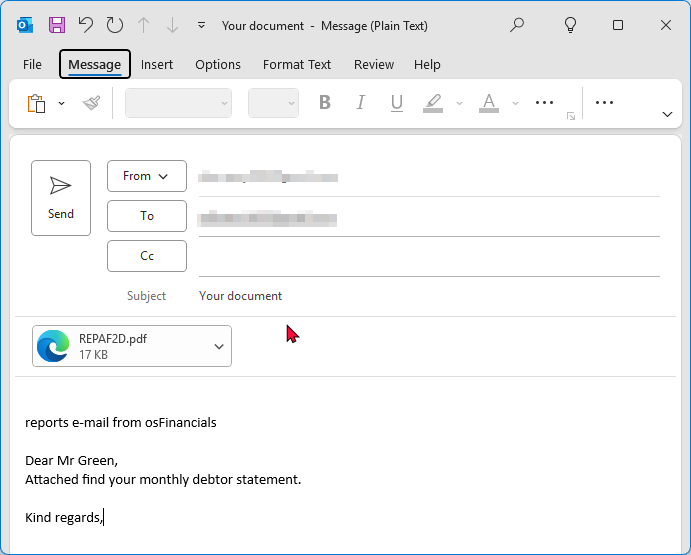 Your document - Message (Plain Text)
File Message Insert Options Format Text Review Help
B I U A
From
Send
To
Cc
Subject Your document
REPAF2D.pdf
17 KB
reports e-mail from osFinancials
Dear Mr Green,
Attached find your monthly debtor statement.
Kind regards,